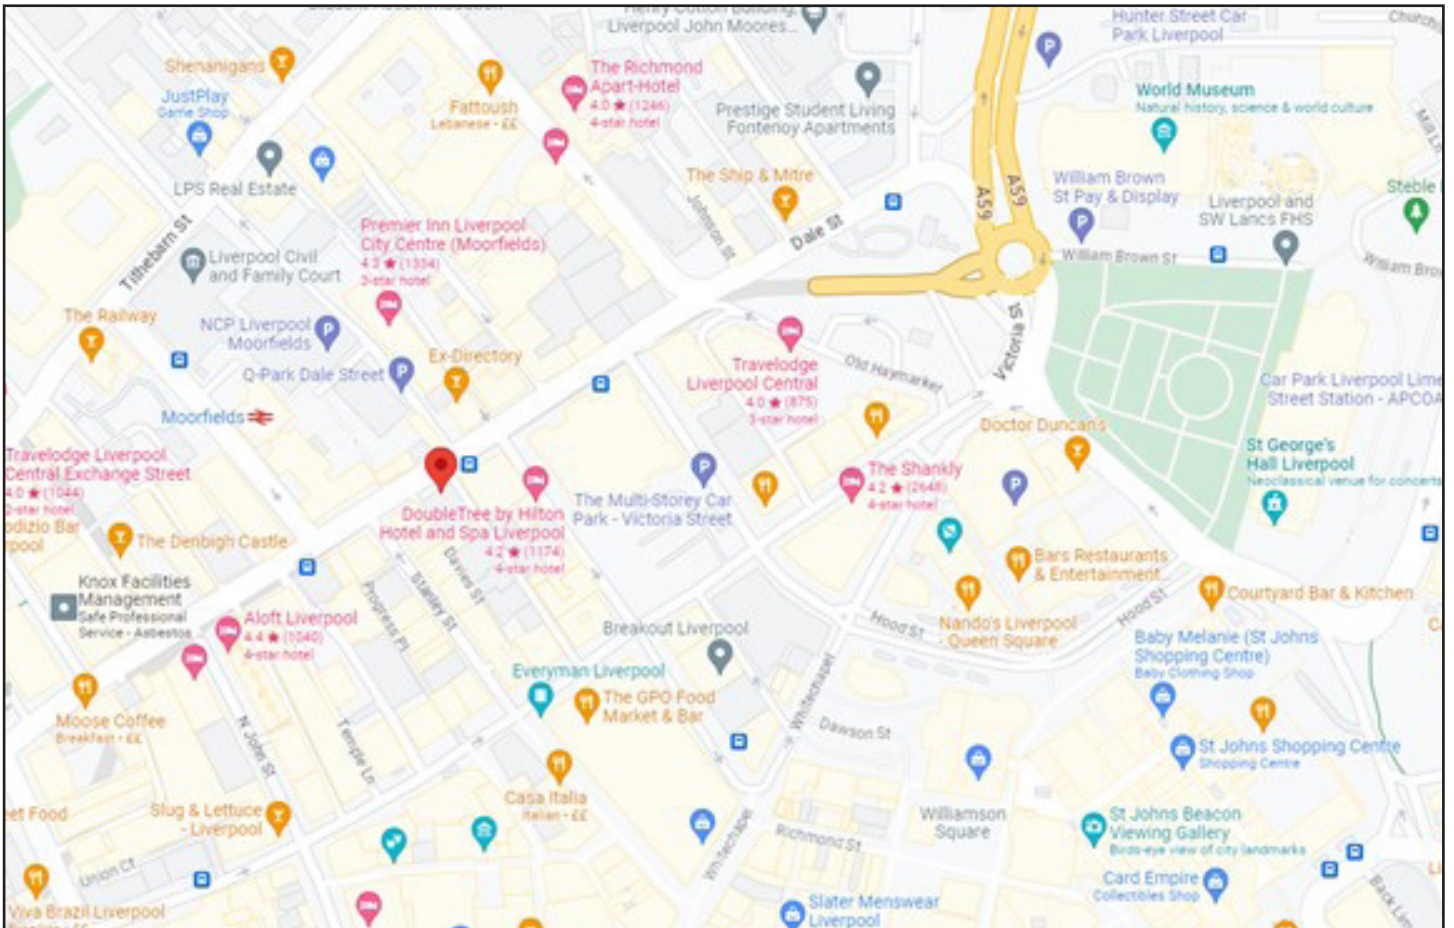 Henry Cotton Building,
Liverpool John Moores...
Hunter Street Car
Park Liverpool
Shenanigans
JustPlay
Game Shop
Fattoush
Lebanese · ££
The Richmond
Apart-Hotel
4.0 ★ (1246)
4-star hotel
Prestige Student Living
Fontenoy Apartments
World Museum
Natural history, science & world culture
A59
A59
LPS Real Estate
The Ship & Mitre
William Brown
St Pay & Display
Liverpool and
SW Lancs FHS
Steble
Tithebarn St
Premier Inn Liverpool
City Centre (Moorfields)
4.3 ★ (1334)
3-star hotel
Johnson St
Dale St
William Brown St
William Brow
Liverpool Civil
and Family Court
The Railway
NCP Liverpool
Moorfields
Ex-Directory
Q-Park Dale Street
Travelodge
Liverpool Central
4.0 ★ (875)
3-star hotel
Old Haymarket
Victoria St
Car Park Liverpool Lime
Street Station - APCOA
Moorfields
Doctor Duncan's
St George's
Hall Liverpool
Neoclassical venue for concerts
Travelodge Liverpool
Central Exchange Street
4.0 ★ (1044)
2-star hotel
odizio Bar
rpool
The Denbigh Castle
DoubleTree by Hilton
Hotel and Spa Liverpool
4.2 ★ (1174)
4-star hotel
The Multi-Storey Car
Park - Victoria Street
The Shankly
4.2 ★ (2648)
4-star hotel
Bars Restaurants
& Entertainment...
Knox Facilities
Management
Safe Professional
Service - Asbestos
Progress Pl
Stanley St
Davies St
Aloft Liverpool
4.4 ★ (1040)
4-star hotel
Breakout Liverpool
Hood St
Nando's Liverpool
- Queen Square
Hood St
Courtyard Bar & Kitchen
Baby Melanie (St Johns
Shopping Centre)
Baby Clothing Shop
Everyman Liverpool
The GPO Food
Market & Bar
Whitechapel
Moose Coffee
Breakfast · ££
N John St
Temple Ln
Dawson St
St Johns Shopping Centre
Shopping Centre
Casa Italia
Italian · ££
eet Food
Slug & Lettuce
- Liverpool
Whitechapel
Richmond St
Williamson
Square
St Johns Beacon
Viewing Gallery
Birds-eye view of city landmarks
Union Ct
Card Empire
Collectibles Shop
Viva Brazil Liverpool
Slater Menswear
Liverpool
Back Lim